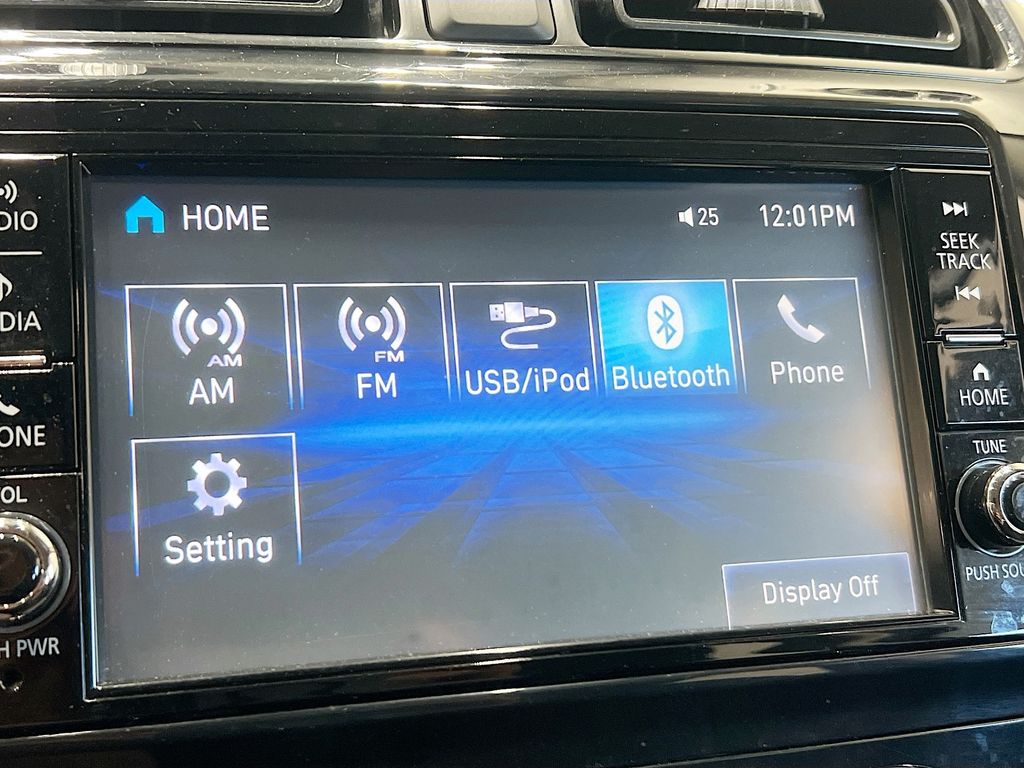 HOME
25
12:01PM
AM
AM
FM
FM
USB/iPod
Bluetooth
Phone
Setting
Display Off
DIO
DIA
ONE
OL
H PWR
SEEK
TRACK
HOME
TUNE
PUSH SOU